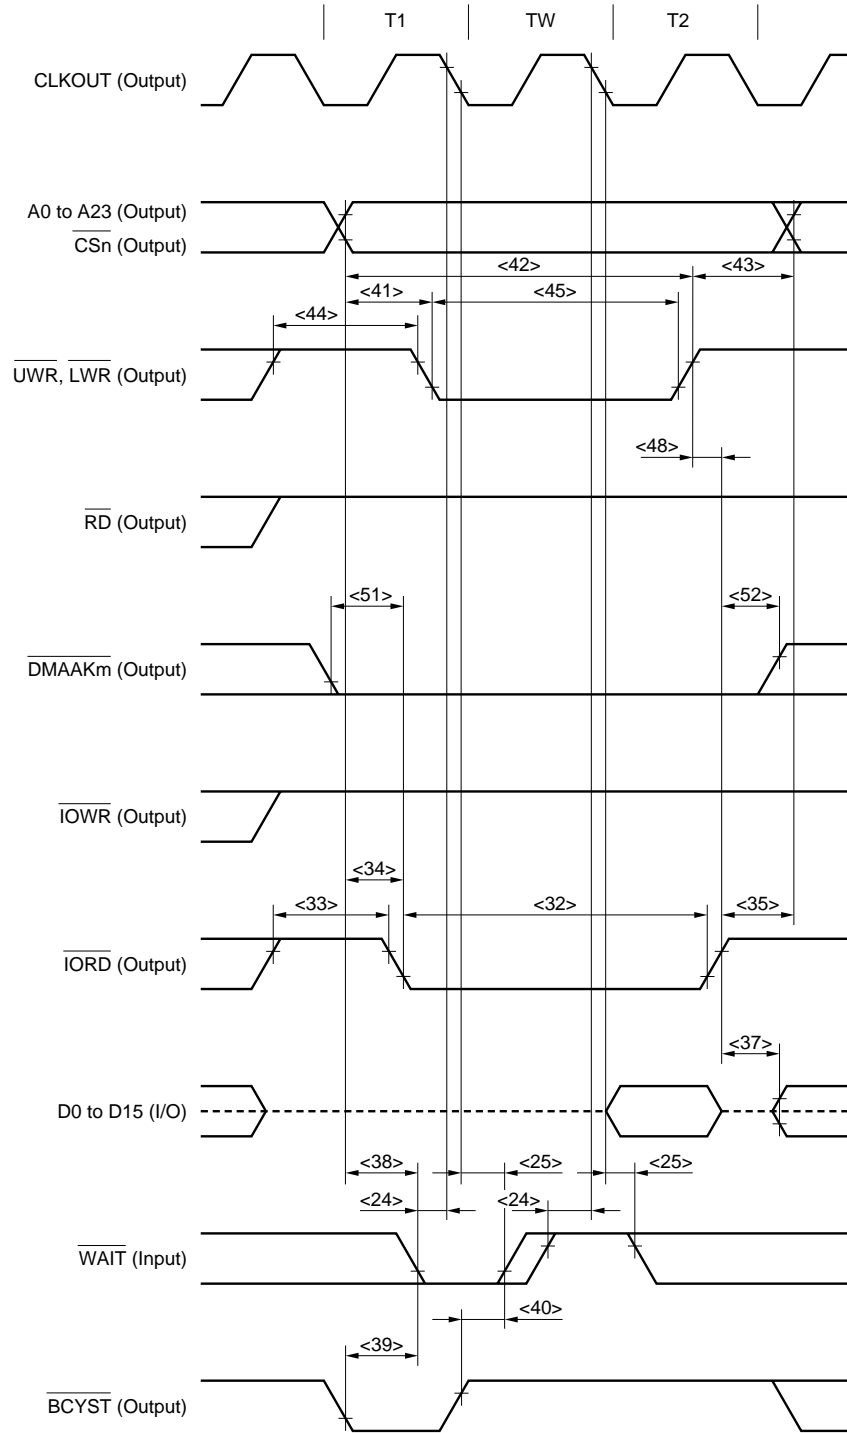 T1 TW T2
CLKOUT (Output)
A0 to A23 (Output)
CSn (Output)
<42> <43>
<41> <45>
<44>
UWR, LWR (Output)
<48>
RD (Output)
<51> <52>
DMAAKm (Output)
IOWR (Output)
<34>
<33> <32> <35>
IORD (Output)
<37>
D0 to D15 (I/O)
<38> <25> <25>
<24> <24>
WAIT (Input)
<40>
<39>
BCYST (Output)